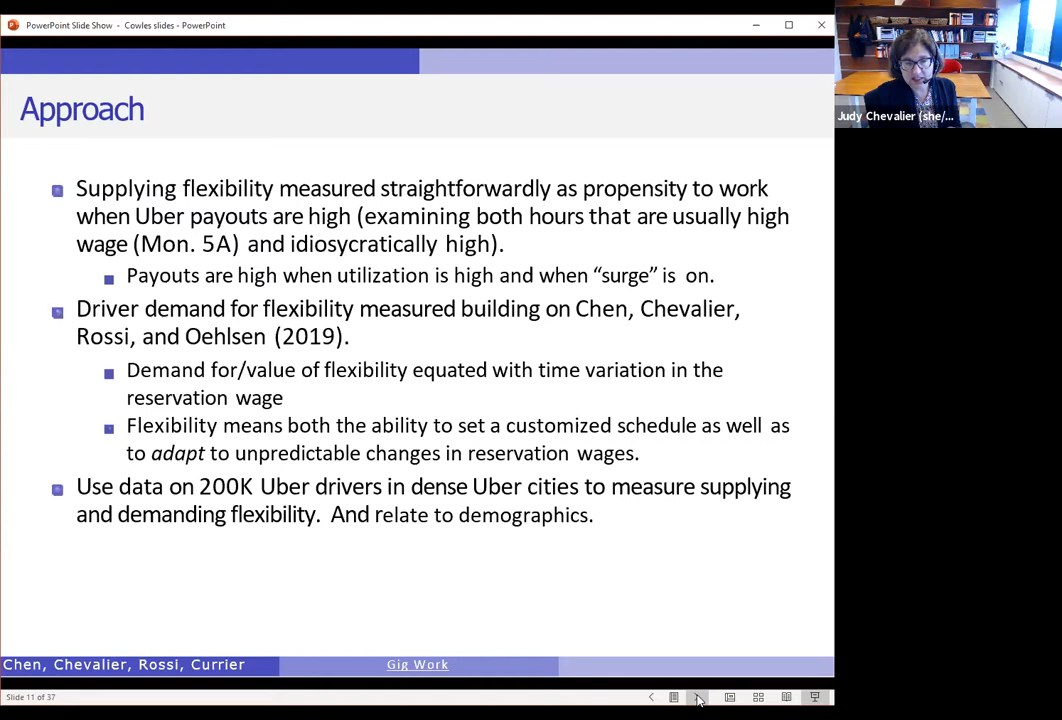 PowerPoint Slide Show - Cowles slides - PowerPoint
Approach
Supplying flexibility measured straightforwardly as propensity to work
when Uber payouts are high (examining both hours that are usually high
wage (Mon. 5A) and idiosycratically high).
Payouts are high when utilization is high and when “surge” is on.
Driver demand for flexibility measured building on Chen, Chevalier,
Rossi, and Oehlsen (2019).
Demand for/value of flexibility equated with time variation in the
reservation wage
Flexibility means both the ability to set a customized schedule as well as
to adapt to unpredictable changes in reservation wages.
Use data on 200K Uber drivers in dense Uber cities to measure supplying
and demanding flexibility. And relate to demographics.
Chen, Chevalier, Rossi, Currier
Gig Work
Slide 11 of 37
Judy Chevalier (she/...